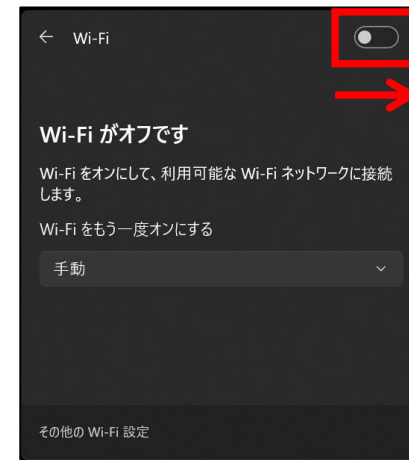 Wi-Fi
Wi-Fi がオフです
Wi-Fi をオンにして、利用可能な Wi-Fi ネットワークに接続
します。
Wi-Fi をもう一度オンにする
手動
その他の Wi-Fi 設定